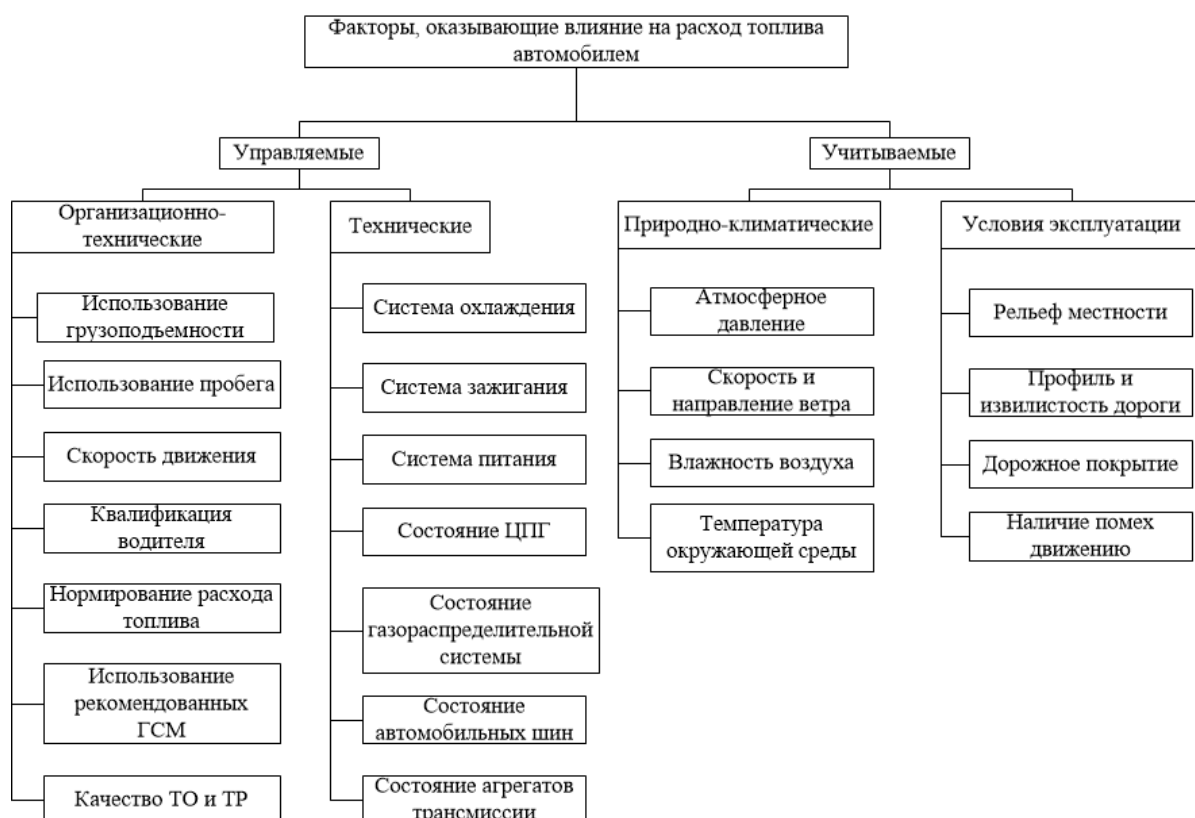 Факторы, оказывающие влияние на расход топлива
автомобилем
Управляемые
Учитываемые
Организационно-
технические
Технические
Природно-климатические
Условия эксплуатации
Использование
грузоподъемности
Использование пробега
Скорость движения
Квалификация
водителя
Нормирование расхода
топлива
Использование
рекомендованных
ГСМ
Качество ТО и ТР
Система охлаждения
Система зажигания
Система питания
Состояние ЦПГ
Состояние
газораспределительной
системы
Состояние
автомобильных шин
Состояние агрегатов
трансмиссии
Атмосферное
давление
Скорость и
направление ветра
Влажность воздуха
Температура
окружающей среды
Рельеф местности
Профиль и
извилистость дороги
Дорожное покрытие
Наличие помех
движению